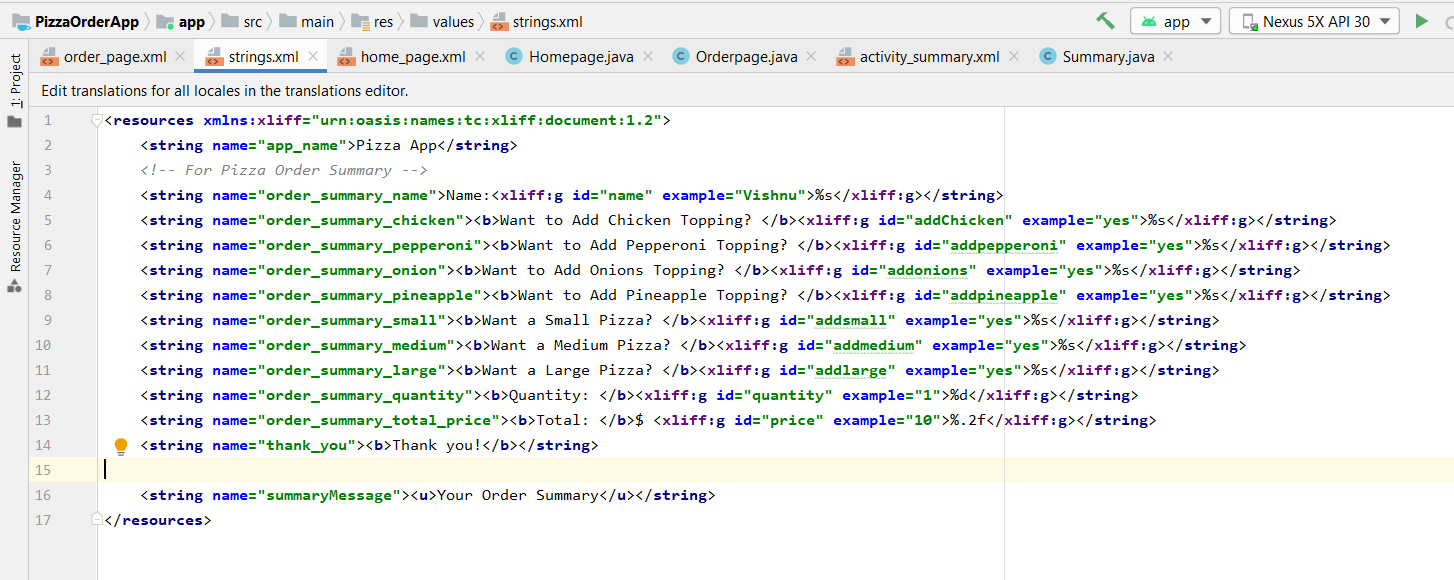 PizzaOrderApp app src main res values strings.xml app Nexus 5X API 30
order_page.xml strings.xml home_page.xml Homepage.java Orderpage.java activity_summary.xml Summary.java
1: Project
Resource Manager
Edit translations for all locales in the translations editor.
1 <resources xmlns:xliff="urn:oasis:names:tc:xliff:document:1.2">
2 <string name="app_name">Pizza App</string>
3 <!-- For Pizza Order Summary -->
4 <string name="order_summary_name">Name:<xliff:g id="name" example="Vishnu">%s</xliff:g></string>
5 <string name="order_summary_chicken"><b>Want to Add Chicken Topping? </b><xliff:g id="addChicken" example="yes">%s</xliff:g></string>
6 <string name="order_summary_pepperoni"><b>Want to Add Pepperoni Topping? </b><xliff:g id="addpepperoni" example="yes">%s</xliff:g></string>
7 <string name="order_summary_onion"><b>Want to Add Onions Topping? </b><xliff:g id="addonions" example="yes">%s</xliff:g></string>
8 <string name="order_summary_pineapple"><b>Want to Add Pineapple Topping? </b><xliff:g id="addpineapple" example="yes">%s</xliff:g></string>
9 <string name="order_summary_small"><b>Want a Small Pizza? </b><xliff:g id="addsmall" example="yes">%s</xliff:g></string>
10 <string name="order_summary_medium"><b>Want a Medium Pizza? </b><xliff:g id="addmedium" example="yes">%s</xliff:g></string>
11 <string name="order_summary_large"><b>Want a Large Pizza? </b><xliff:g id="addlarge" example="yes">%s</xliff:g></string>
12 <string name="order_summary_quantity"><b>Quantity: </b><xliff:g id="quantity" example="1">%d</xliff:g></string>
13 <string name="order_summary_total_price"><b>Total: </b>$ <xliff:g id="price" example="10">%.2f</xliff:g></string>
14 <string name="thank_you"><b>Thank you!</b></string>
15
16 <string name="summaryMessage"><u>Your Order Summary</u></string>
17 </resources>